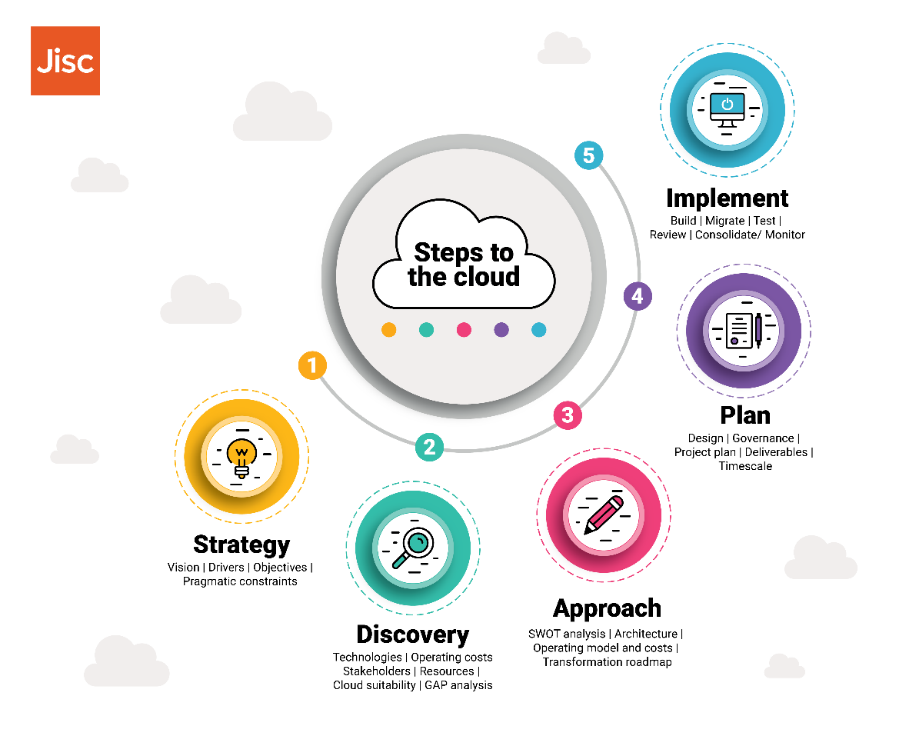 Jisc
Steps to
the cloud
1
Strategy
Vision | Drivers | Objectives |
Pragmatic constraints
2
Discovery
Technologies | Operating costs
Stakeholders | Resources |
Cloud suitability | GAP analysis
3
Approach
SWOT analysis | Architecture |
Operating model and costs |
Transformation roadmap
4
Plan
Design | Governance |
Project plan | Deliverables |
Timescale
5
Implement
Build | Migrate | Test |
Review | Consolidate/ Monitor